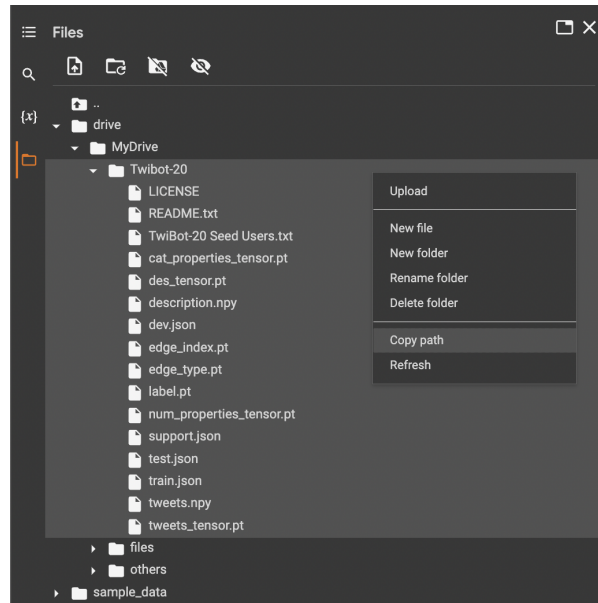 Files
{x}
..
drive
MyDrive
Twibot-20
LICENSE
README.txt
TwiBot-20 Seed Users.txt
cat_properties_tensor.pt
des_tensor.pt
description.npy
dev.json
edge_index.pt
edge_type.pt
label.pt
num_properties_tensor.pt
support.json
test.json
train.json
tweets.npy
tweets_tensor.pt
files
others
sample_data
Upload
New file
New folder
Rename folder
Delete folder
Copy path
Refresh